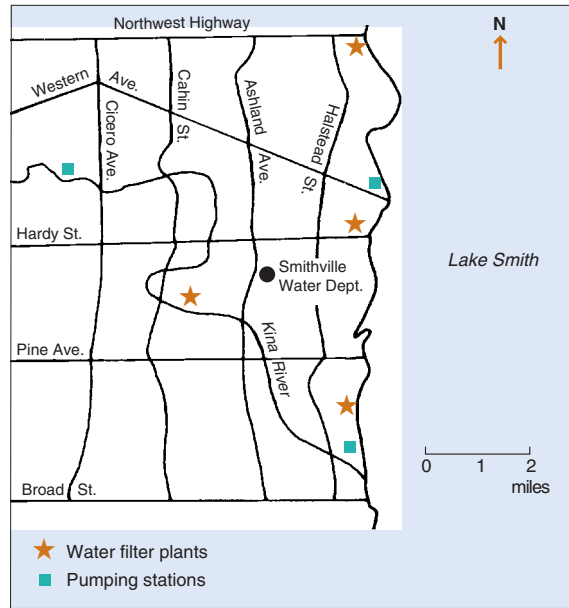 Northwest Highway
N
Western Ave.
Cicero Ave.
Cahin St.
Ashland Ave.
Halstead St.
Hardy St.
Lake Smith
Smithville
Water Dept.
Kina River
Pine Ave.
Broad St.
0 1 2
miles
Water filter plants
Pumping stations